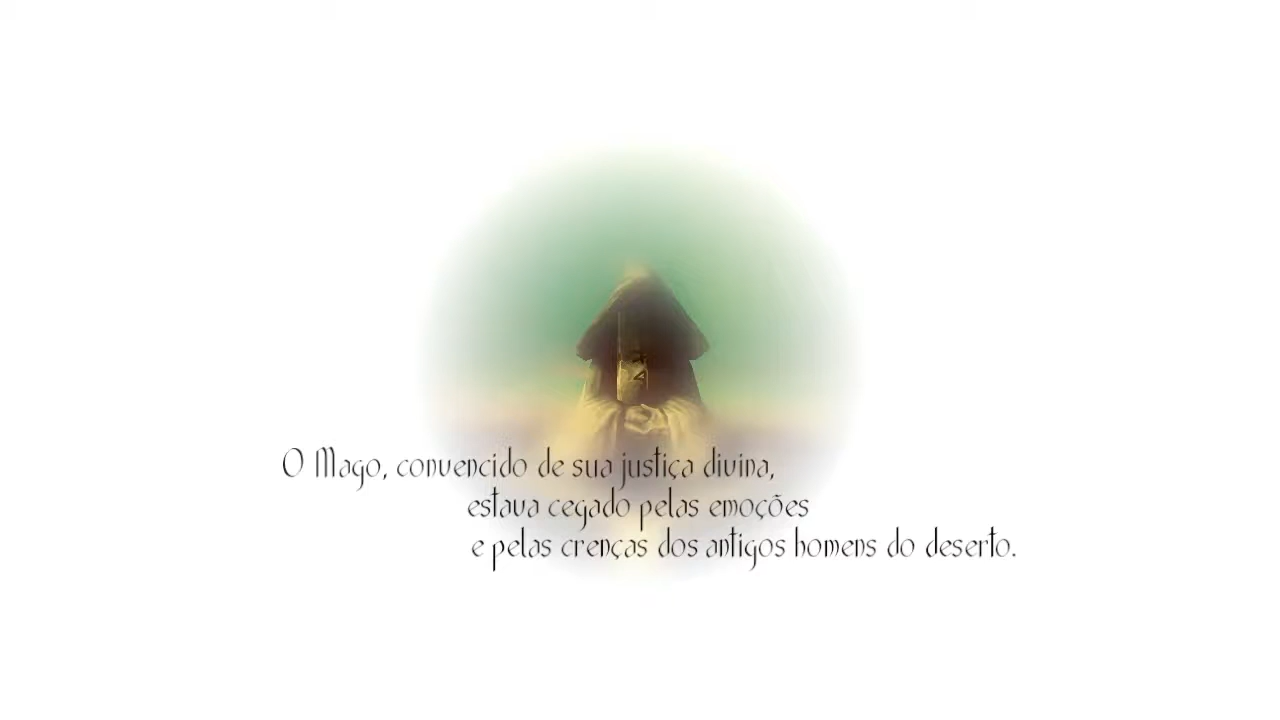 O Mago, convencido de sua justiça divina,
estava cegado pelas emoções
e pelas crenças dos antigos homens do deserto.